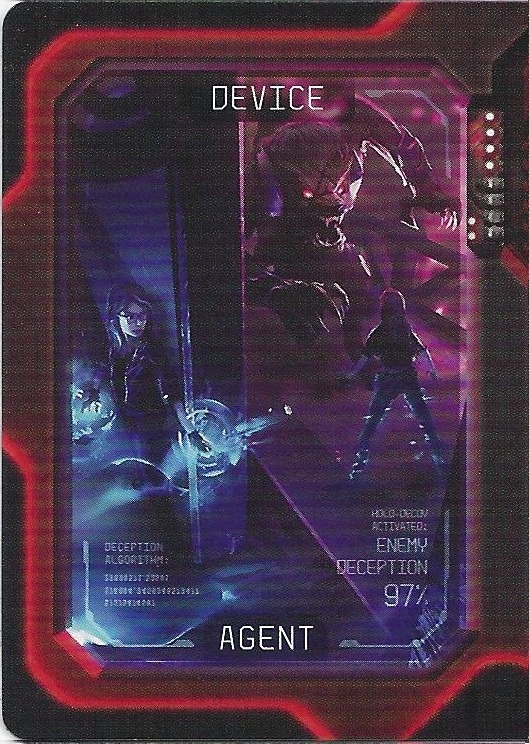 DEVICE
HOLO-DECOY
ACTIVATED:
ENEMY
DECEPTION
97%
DECEPTION
ALGORITHM:
AGENT